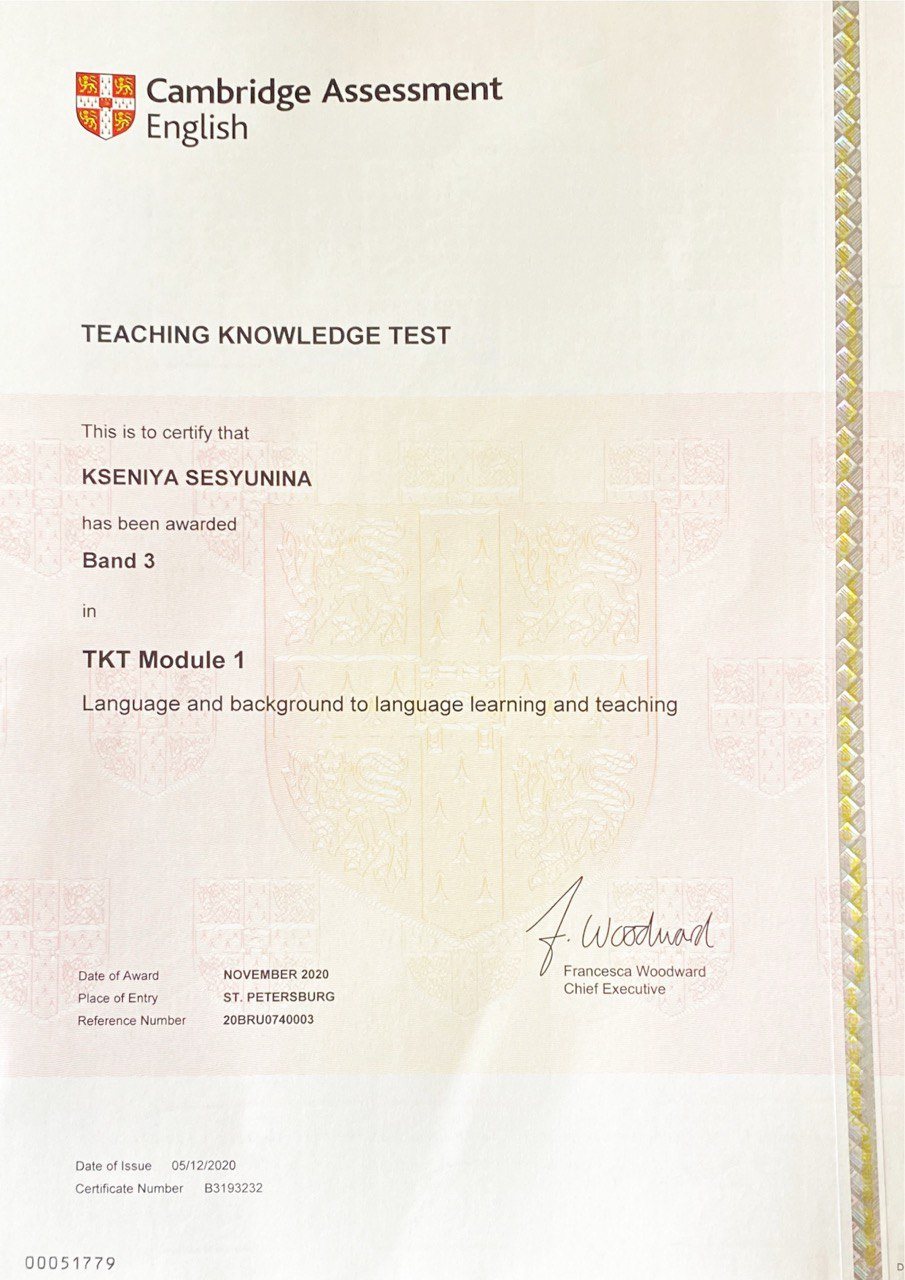 Cambridge Assessment
English
TEACHING KNOWLEDGE TEST
This is to certify that
KSENIYA SESYUNINA
has been awarded
Band 3
in
TKT Module 1
Language and background to language learning and teaching
F. Woodward
Francesca Woodward
Chief Executive
Date of Award NOVEMBER 2020
Place of Entry ST. PETERSBURG
Reference Number 20BRU0740003
Date of Issue 05/12/2020
Certificate Number B3193232
00051779
D